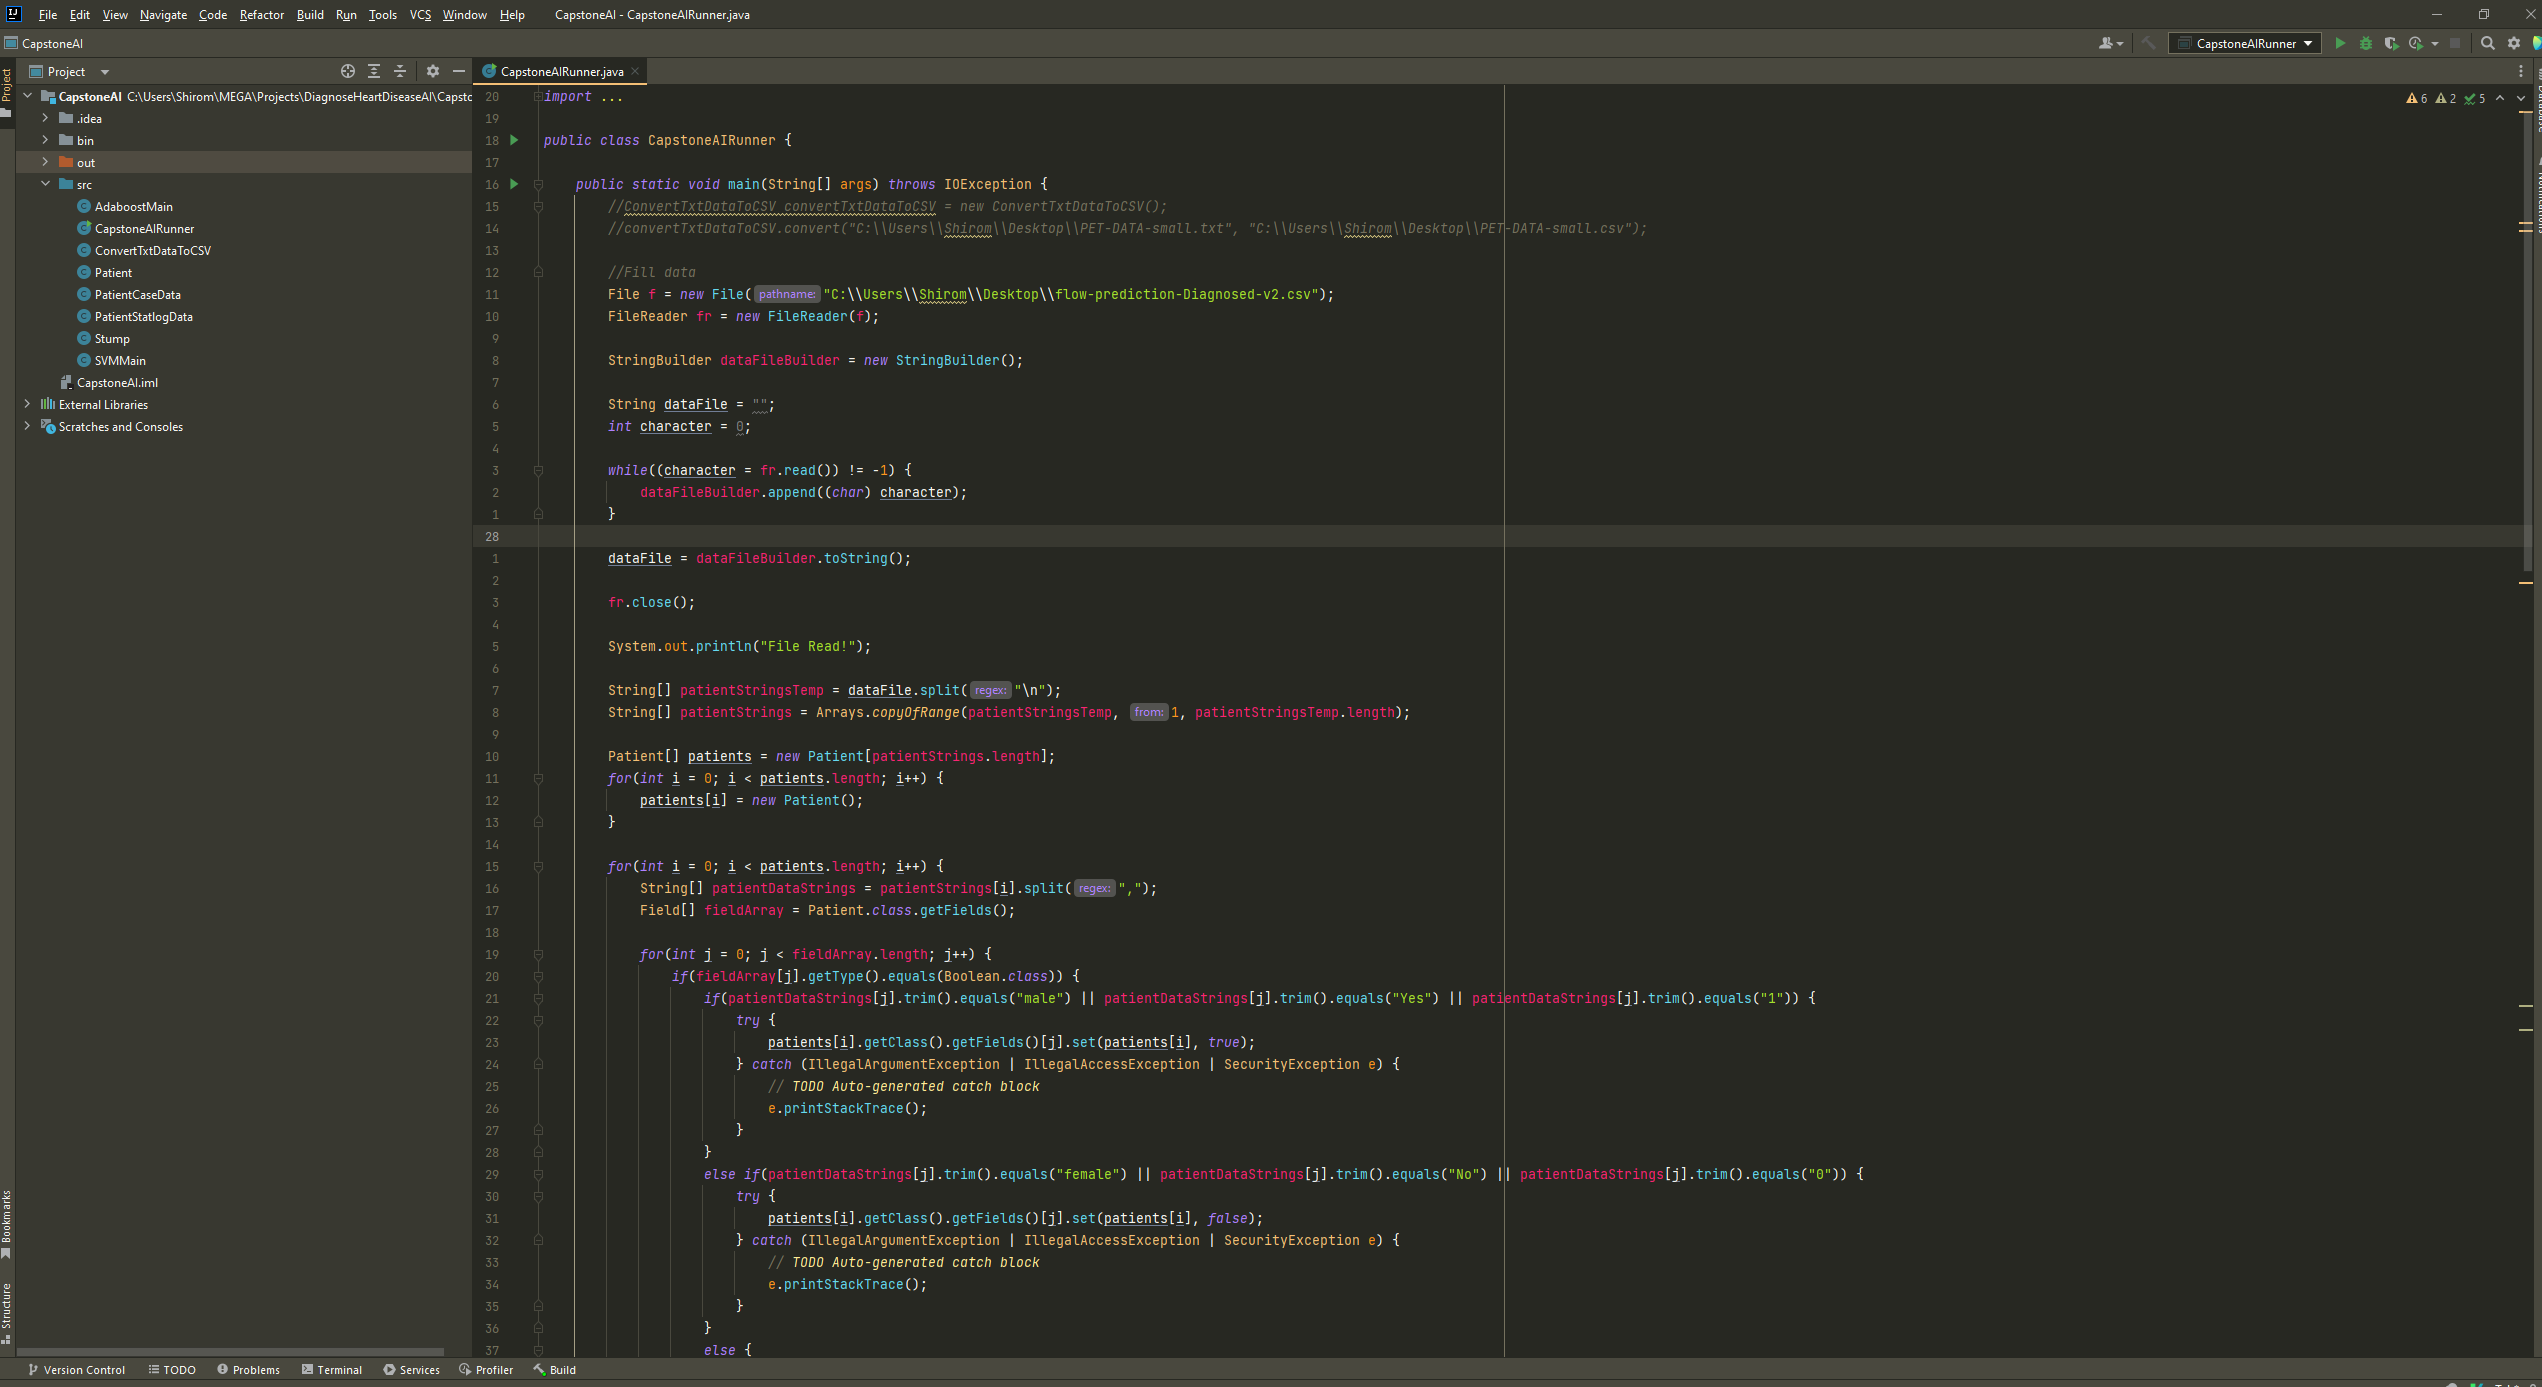 File Edit View Navigate Code Refactor Build Run Tools VCS Window Help CapstoneAI - CapstoneAIRunner.java
CapstoneAI
CapstoneAIRunner
Project
Project
CapstoneAIRunner.java
CapstoneAI C:\Users\Shirom\MEGA\Projects\DiagnoseHeartDiseaseAI\Capsto
.idea
bin
out
src
AdaboostMain
CapstoneAIRunner
ConvertTxtDataToCSV
Patient
PatientCaseData
PatientStatlogData
Stump
SVMMain
CapstoneAI.iml
External Libraries
Scratches and Consoles
6 2 5
20 import ...
19
18 public class CapstoneAIRunner {
17
16 public static void main(String[] args) throws IOException {
15 //ConvertTxtDataToCSV convertTxtDataToCSV = new ConvertTxtDataToCSV();
14 //convertTxtDataToCSV.convert("C:\\Users\\Shirom\\Desktop\\PET-DATA-small.txt", "C:\\Users\\Shirom\\Desktop\\PET-DATA-small.csv");
13
12 //Fill data
11 File f = new File( pathname: "C:\\Users\\Shirom\\Desktop\\flow-prediction-Diagnosed-v2.csv");
10 FileReader fr = new FileReader(f);
9
8 StringBuilder dataFileBuilder = new StringBuilder();
7
6 String dataFile = "";
5 int character = 0;
4
3 while((character = fr.read()) != -1) {
2 dataFileBuilder.append((char) character);
1 }
28
1 dataFile = dataFileBuilder.toString();
2
3 fr.close();
4
5 System.out.println("File Read!");
6
7 String[] patientStringsTemp = dataFile.split( regex: "\n");
8 String[] patientStrings = Arrays.copyOfRange(patientStringsTemp, from: 1, patientStringsTemp.length);
9
10 Patient[] patients = new Patient[patientStrings.length];
11 for(int i = 0; i < patients.length; i++) {
12 patients[i] = new Patient();
13 }
14
15 for(int i = 0; i < patients.length; i++) {
16 String[] patientDataStrings = patientStrings[i].split( regex: ",");
17 Field[] fieldArray = Patient.class.getFields();
18
19 for(int j = 0; j < fieldArray.length; j++) {
20 if(fieldArray[j].getType().equals(Boolean.class)) {
21 if(patientDataStrings[j].trim().equals("male") || patientDataStrings[j].trim().equals("Yes") || patientDataStrings[j].trim().equals("1")) {
22 try {
23 patients[i].getClass().getFields()[j].set(patients[i], true);
24 } catch (IllegalArgumentException | IllegalAccessException | SecurityException e) {
25 // TODO Auto-generated catch block
26 e.printStackTrace();
27 }
28 }
29 else if(patientDataStrings[j].trim().equals("female") || patientDataStrings[j].trim().equals("No") || patientDataStrings[j].trim().equals("0")) {
30 try {
31 patients[i].getClass().getFields()[j].set(patients[i], false);
32 } catch (IllegalArgumentException | IllegalAccessException | SecurityException e) {
33 // TODO Auto-generated catch block
34 e.printStackTrace();
35 }
36 }
37 else {
Bookmarks
Structure
Version Control TODO Problems Terminal Services Profiler Build